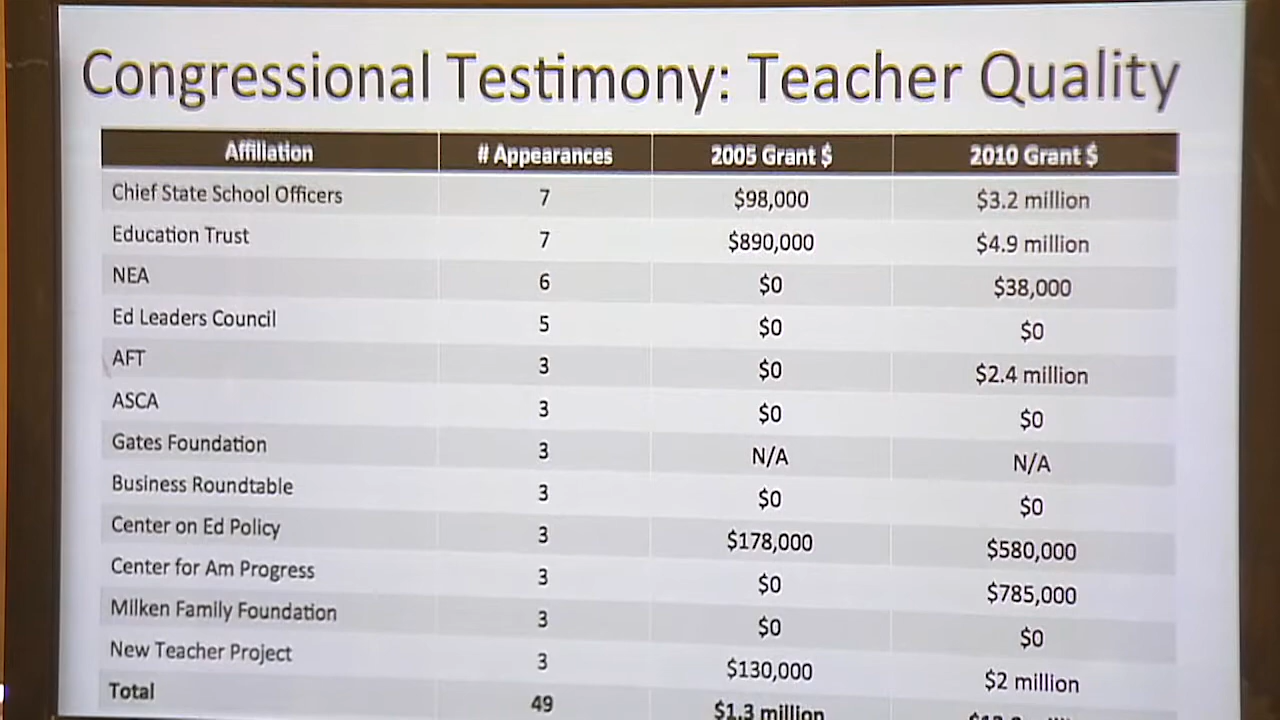 Congressional Testimony: Teacher Quality
Affiliation # Appearances 2005 Grant $ 2010 Grant $
Chief State School Officers 7 $98,000 $3.2 million
Education Trust 7 $890,000 $4.9 million
NEA 6 $0 $38,000
Ed Leaders Council 5 $0 $0
AFT 3 $0 $2.4 million
ASCA 3 $0 $0
Gates Foundation 3 N/A N/A
Business Roundtable 3 $0 $0
Center on Ed Policy 3 $178,000 $580,000
Center for Am Progress 3 $0 $785,000
Milken Family Foundation 3 $0 $0
New Teacher Project 3 $130,000 $2 million
Total 49 $1.3 million